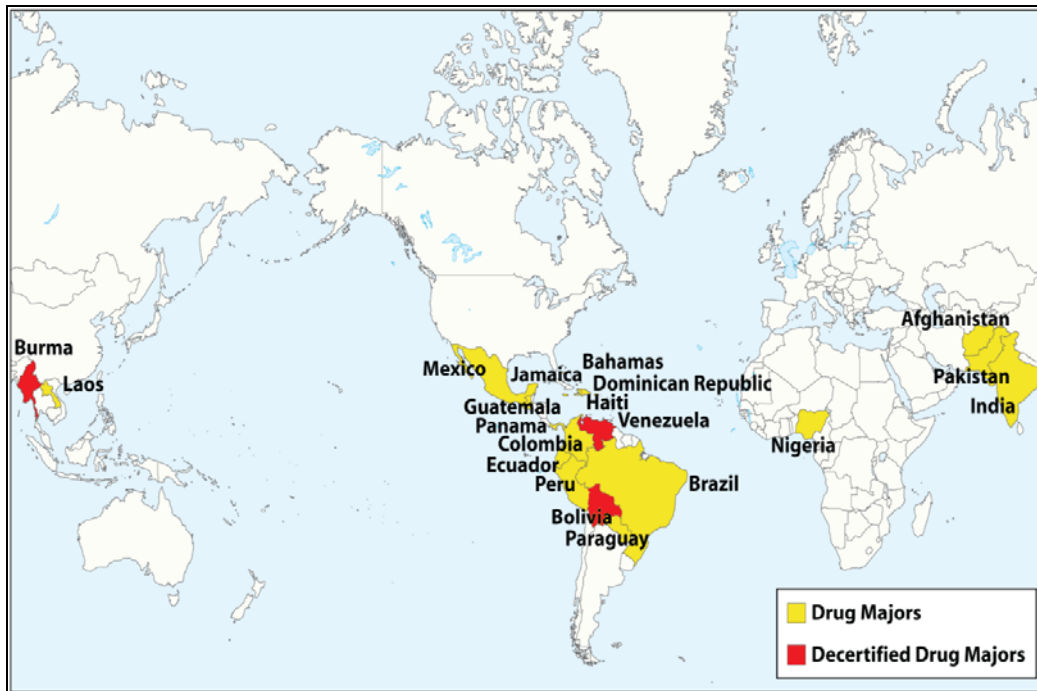 Burma
Laos
Mexico
Jamaica
Bahamas
Dominican Republic
Haiti
Guatemala
Panama
Venezuela
Colombia
Ecuador
Peru
Brazil
Bolivia
Paraguay
Afghanistan
Pakistan
India
Nigeria
Drug Majors
Decertified Drug Majors